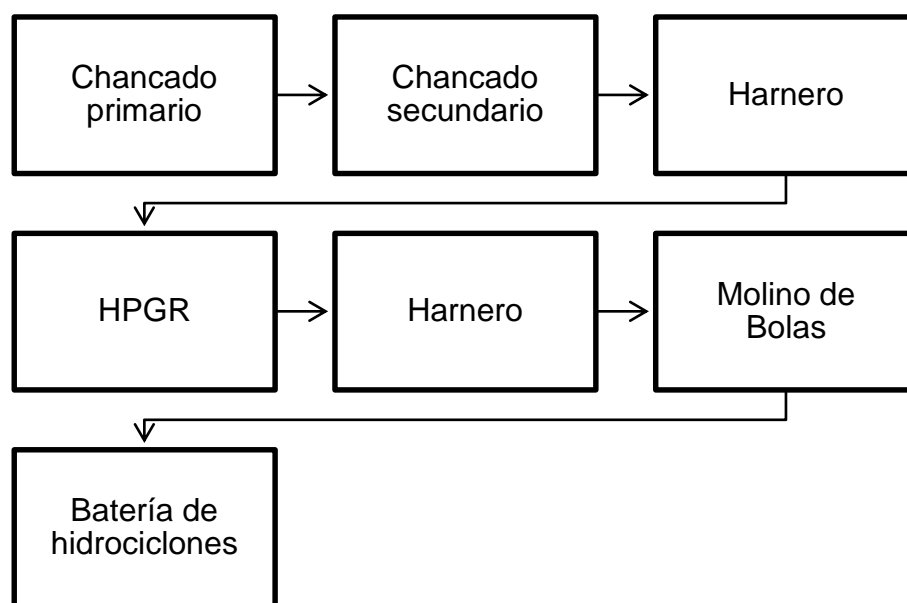 Chancado
primario
Chancado
secundario
Harnero
HPGR
Harnero
Molino de
Bolas
Batería de
hidrociclones